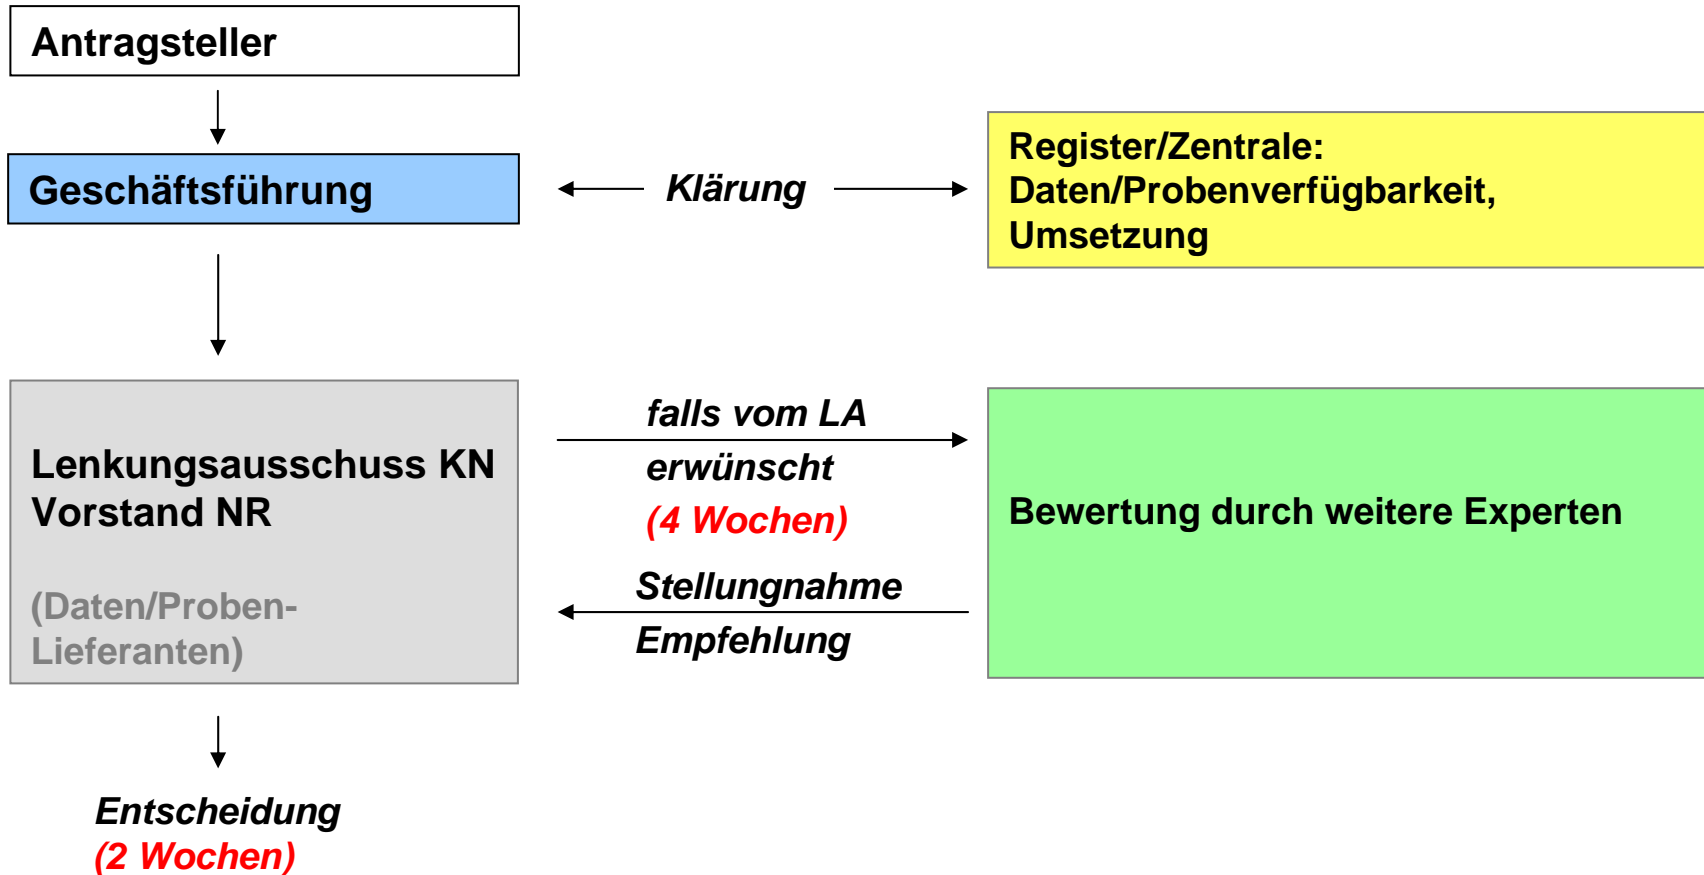 Antragsteller
Geschäftsführung
Klärung
Register/Zentrale:
Daten/Probenverfügbarkeit,
Umsetzung
Lenkungsausschuss KN
Vorstand NR
(Daten/Proben-
Lieferanten)
falls vom LA
erwünscht
(4 Wochen)
Stellungnahme
Empfehlung
Bewertung durch weitere Experten
Entscheidung
(2 Wochen)